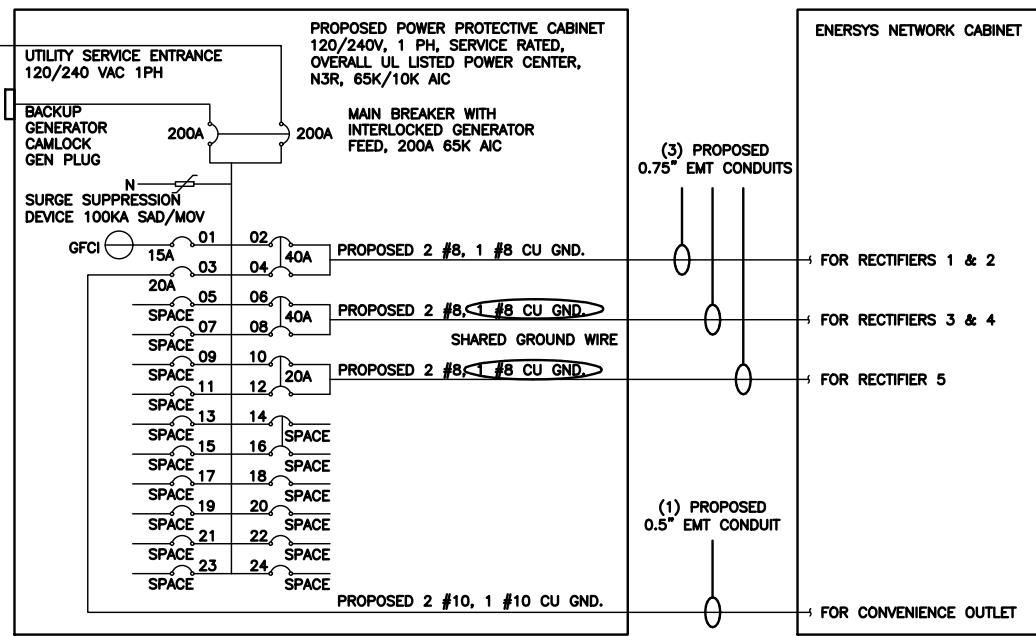 PROPOSED POWER PROTECTIVE CABINET
120/240V, 1 PH, SERVICE RATED,
OVERALL UL LISTED POWER CENTER,
N3R, 65K/10K AIC
ENERSYS NETWORK CABINET
UTILITY SERVICE ENTRANCE
120/240 VAC 1PH
BACKUP
GENERATOR
CAMLOCK
GEN PLUG
200A
200A
MAIN BREAKER WITH
INTERLOCKED GENERATOR
FEED, 200A 65K AIC
(3) PROPOSED
0.75" EMT CONDUITS
N
SURGE SUPPRESSION
DEVICE 100KA SAD/MOV
GFCI
15A
01
02
40A
PROPOSED 2 #8, 1 #8 CU GND.
FOR RECTIFIERS 1 & 2
20A
03
04
SPACE
05
06
40A
PROPOSED 2 #8, 1 #8 CU GND.
FOR RECTIFIERS 3 & 4
SPACE
07
08
SHARED GROUND WIRE
SPACE
09
10
20A
PROPOSED 2 #8, 1 #8 CU GND.
FOR RECTIFIER 5
SPACE
11
12
SPACE
13
14
SPACE
SPACE
15
16
SPACE
SPACE
17
18
SPACE
SPACE
19
20
SPACE
SPACE
21
22
SPACE
SPACE
23
24
SPACE
(1) PROPOSED
0.5" EMT CONDUIT
PROPOSED 2 #10, 1 #10 CU GND.
FOR CONVENIENCE OUTLET